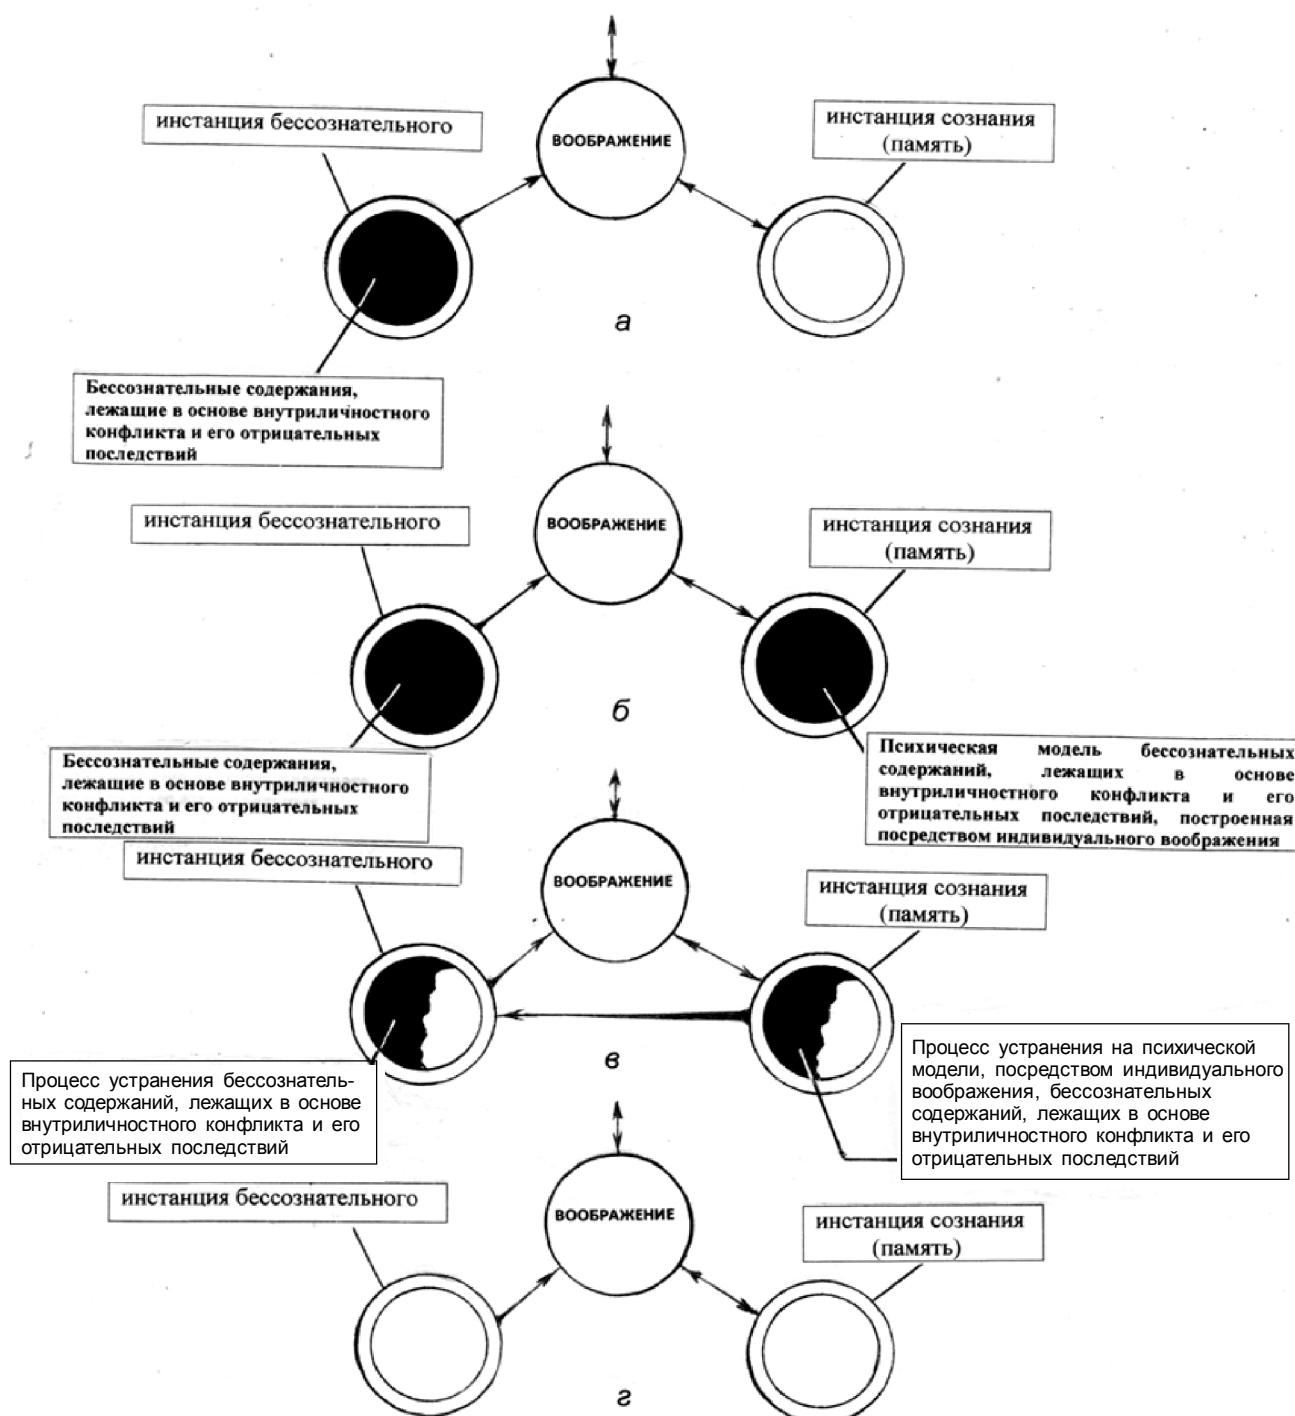 инстанция бессознательного
ВООБРАЖЕНИЕ
инстанция сознания
(память)
а
Бессознательные содержания,
лежащие в основе внутриличностного
конфликта и его отрицательных
последствий
инстанция бессознательного
ВООБРАЖЕНИЕ
инстанция сознания
(память)
б
Бессознательные содержания,
лежащие в основе внутриличностного
конфликта и его отрицательных
последствий
Психическая модель бессознательных
содержаний, лежащих в основе
внутриличностного конфликта и его
отрицательных последствий, построенная
посредством индивидуального воображения
инстанция бессознательного
ВООБРАЖЕНИЕ
инстанция сознания
(память)
в
Процесс устранения бессознатель-
ных содержаний, лежащих в основе
внутриличностного конфликта и его
отрицательных последствий
Процесс устранения на психической
модели, посредством индивидуального
воображения, бессознательных
содержаний, лежащих в основе
внутриличностного конфликта и его
отрицательных последствий
инстанция бессознательного
ВООБРАЖЕНИЕ
инстанция сознания
(память)
г